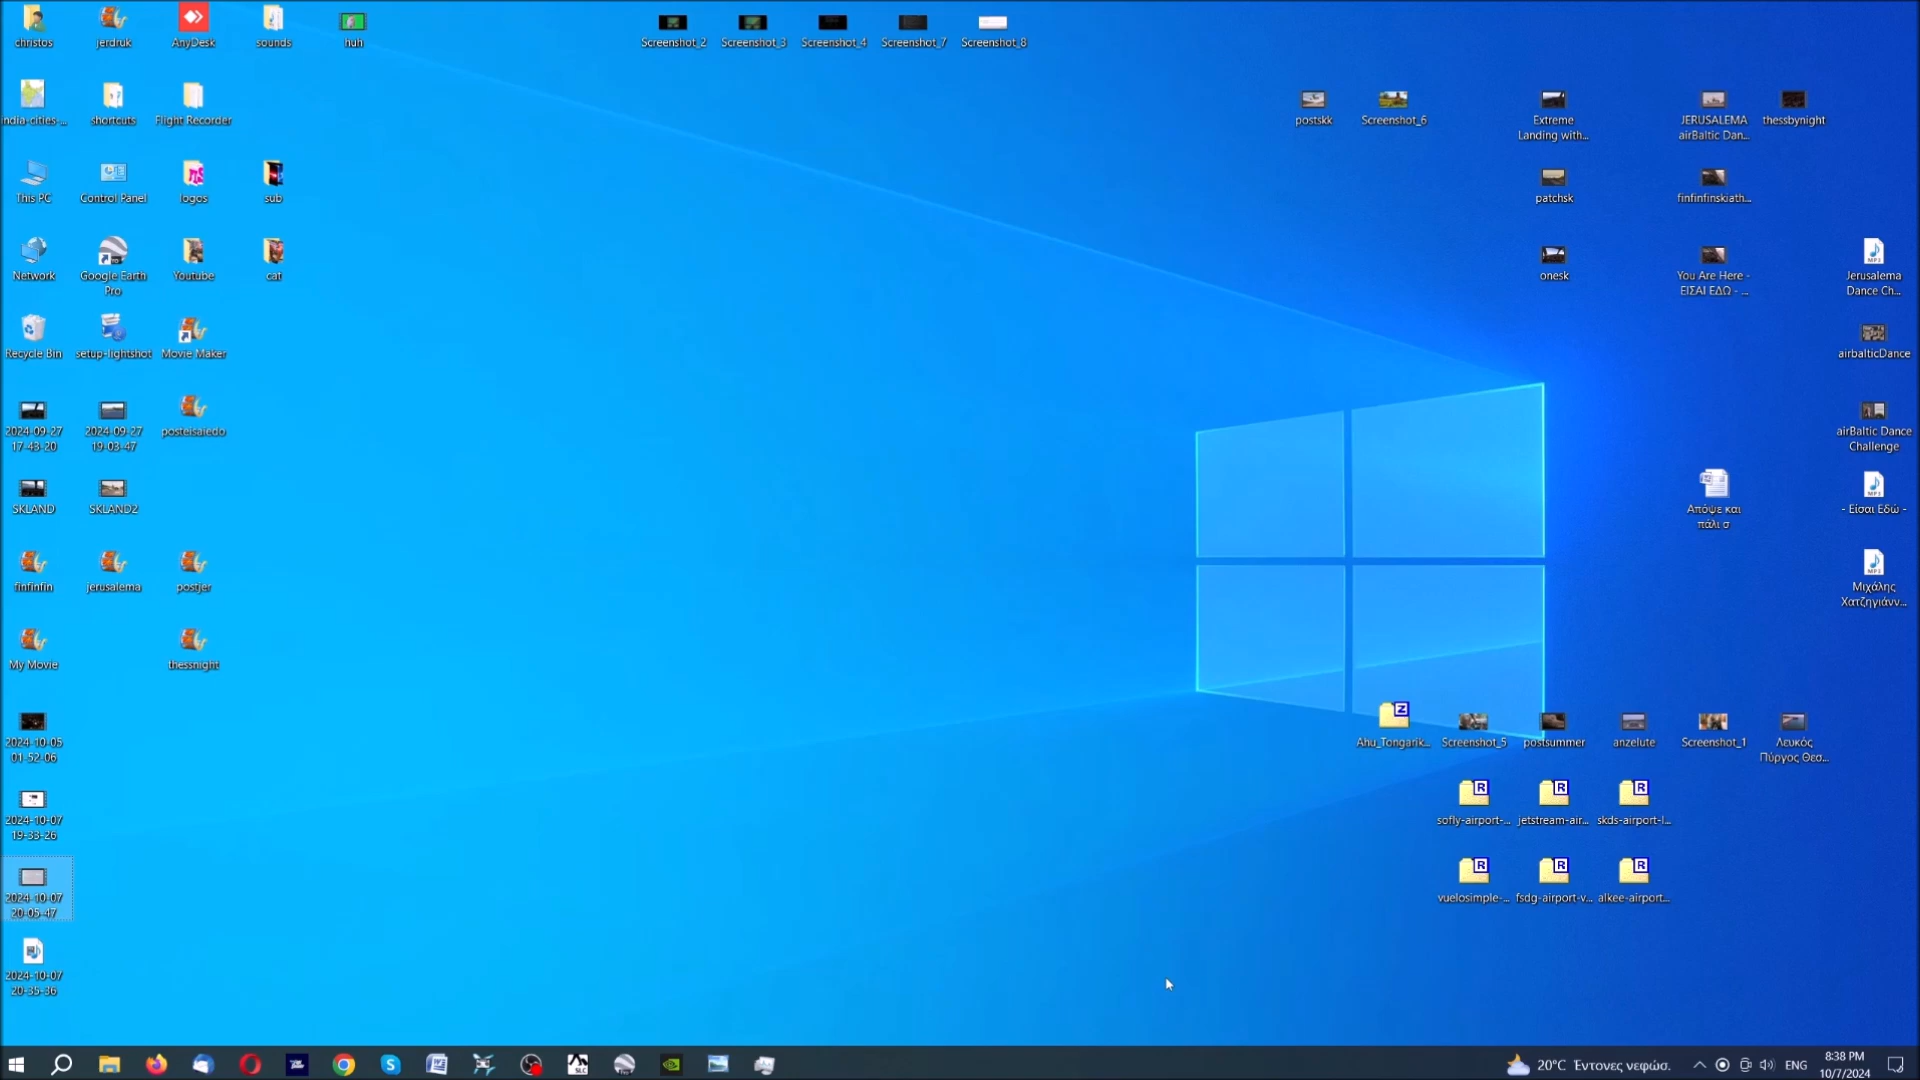 christos
jerdruk
AnyDesk
sounds
huh
Screenshot_2
Screenshot_3
Screenshot_4
Screenshot_7
Screenshot_8
india-cities-...
shortcuts
Flight Recorder
postskk
Screenshot_6
Extreme
Landing with...
JERUSALEMA
airBaltic Dan...
thessbynight
This PC
Control Panel
logos
sub
patchsk
finfinfinskiath...
Network
Google Earth
Pro
Youtube
cat
onesk
You Are Here -
ΕΙΣΑΙ ΕΔΩ - ...
Jerusalema
Dance Ch...
Recycle Bin
setup-lightshot
Movie Maker
airbalticDance
2024-09-27
17-43-20
2024-09-27
19-03-47
posteisaiedo
airBaltic Dance
Challenge
SKLAND
SKLAND2
Απόψε και
πάλι σ
- Είσαι Εδώ -
finfinfin
jerusalema
postjer
Μιχάλης
Χατζηγιάνν...
My Movie
thessnight
2024-10-05
01-52-06
Ahu_Tongarik...
Screenshot_5
postsummer
anzelute
Screenshot_1
Λευκός
Πύργος Θεσ...
2024-10-07
19-33-26
sofly-airport-...
jetstream-air...
skds-airport-l...
2024-10-07
20-05-47
vuelosimple-...
fsdg-airport-v...
alkee-airport...
2024-10-07
20-35-36
20°C Έντονες νεφώσ.
ENG
8:38 PM
10/7/2024